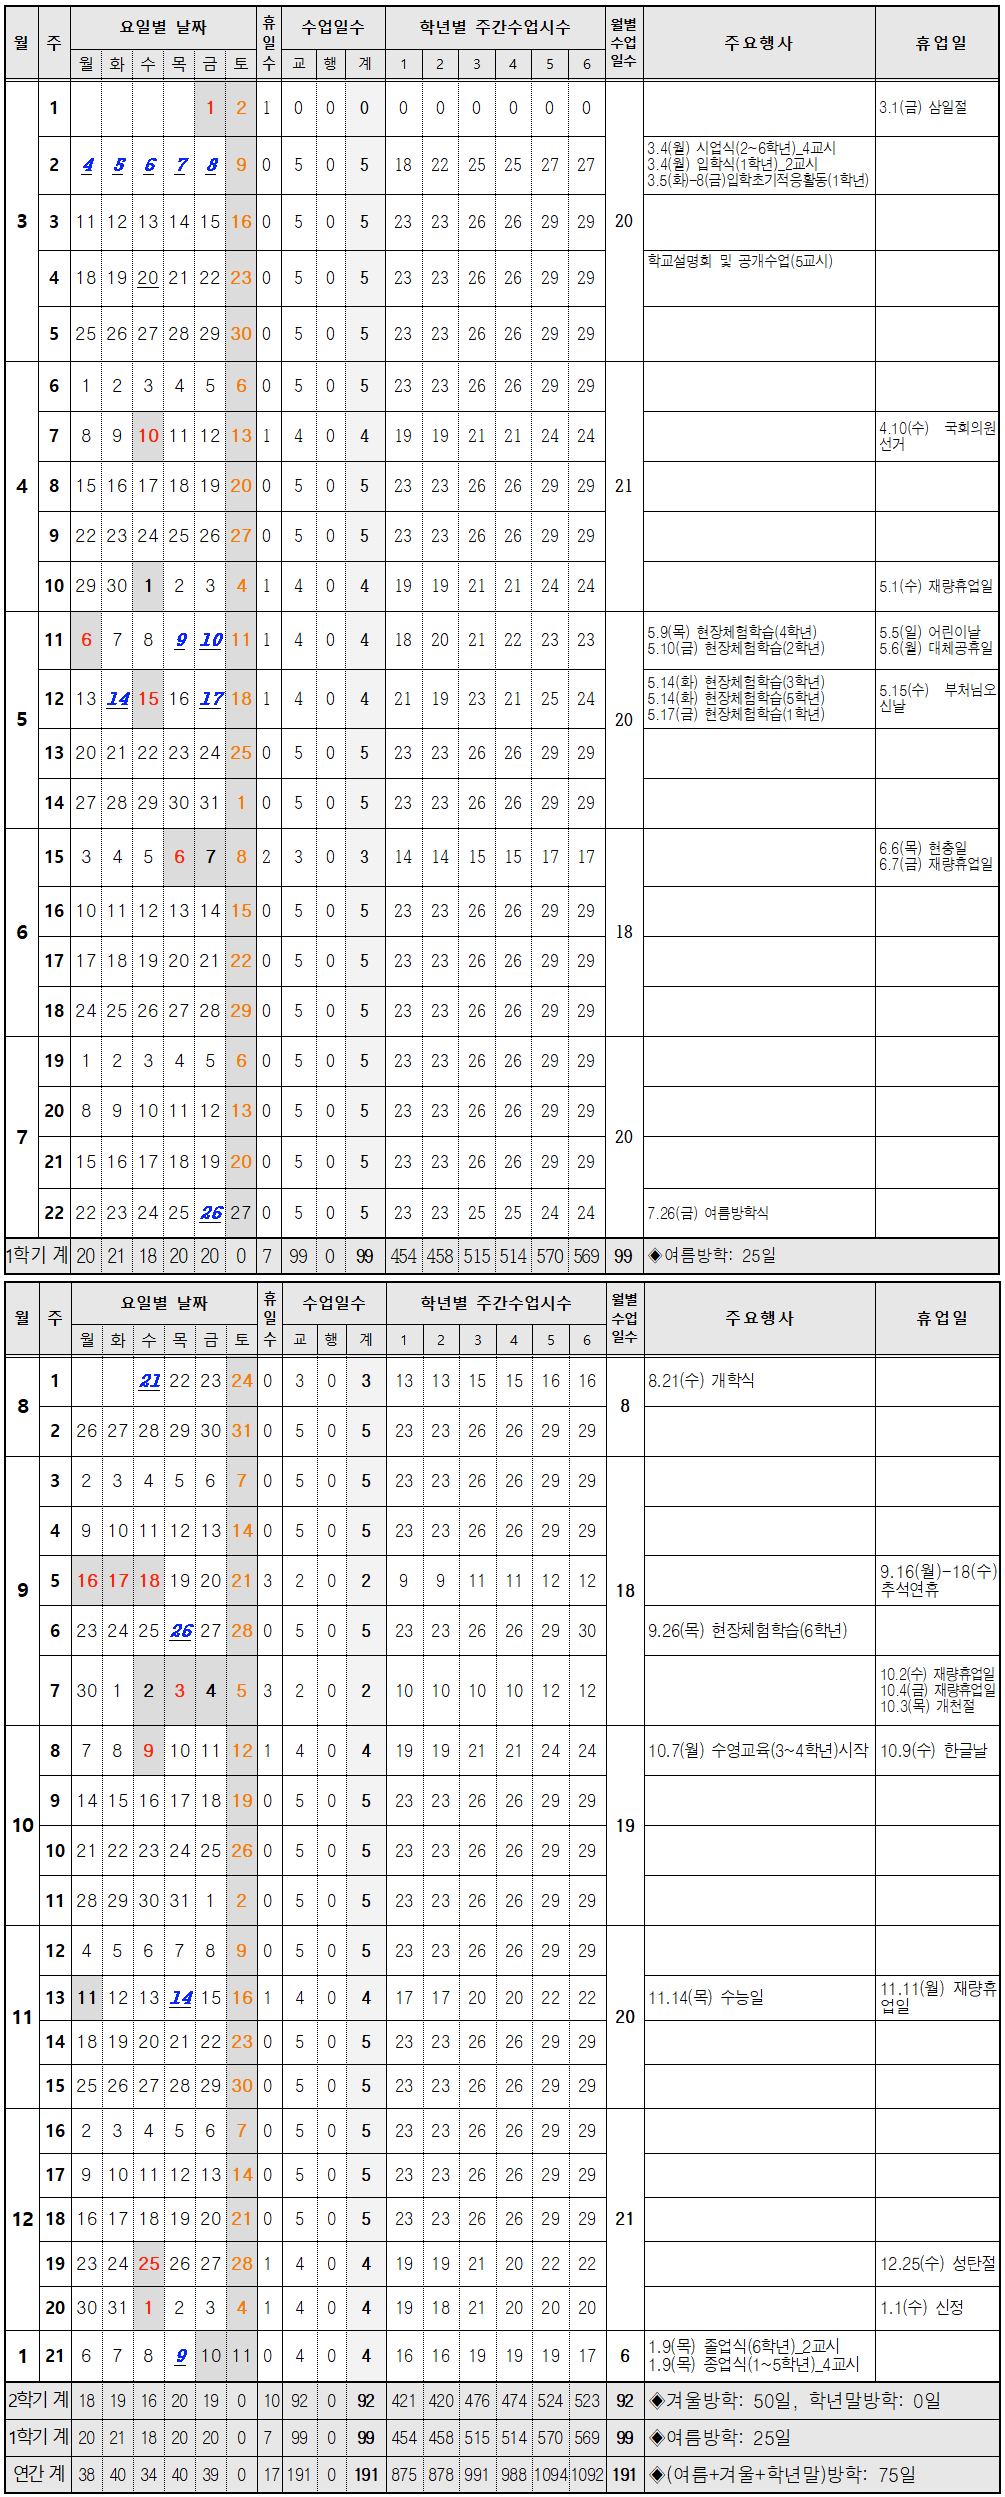 월 주 요일별 날짜 휴일수 수업일수 학년별 주간수업시수 월별수업일수 주요행사 휴업일
월 화 수 목 금 토 교 행 계 1 2 3 4 5 6
3 20
1 1 2 1 0 0 0 0 0 0 0 0 0 3.1(금) 삼일절
2 4 5 6 7 8 9 0 5 0 5 18 22 25 25 27 27 3.4(월) 시업식(2~6학년)_4교시
3.4(월) 입학식(1학년)_2교시
3.5(화)-8(금)입학초기적응활동(1학년)
3 11 12 13 14 15 16 0 5 0 5 23 23 26 26 29 29
4 18 19 20 21 22 23 0 5 0 5 23 23 26 26 29 29 학교설명회 및 공개수업(5교시)
5 25 26 27 28 29 30 0 5 0 5 23 23 26 26 29 29
4 21
6 1 2 3 4 5 6 0 5 0 5 23 23 26 26 29 29
7 8 9 10 11 12 13 1 4 0 4 19 19 21 21 24 24 4.10(수) 국회의원
선거
8 15 16 17 18 19 20 0 5 0 5 23 23 26 26 29 29
9 22 23 24 25 26 27 0 5 0 5 23 23 26 26 29 29
10 29 30 1 2 3 4 1 4 0 4 19 19 21 21 24 24 5.1(수) 재량휴업일
5 20
11 6 7 8 9 10 11 1 4 0 4 18 20 21 22 23 23 5.9(목) 현장체험학습(4학년) 5.5(일) 어린이날
5.10(금) 현장체험학습(2학년) 5.6(월) 대체공휴일
12 13 14 15 16 17 18 1 4 0 4 21 19 23 21 25 24 5.14(화) 현장체험학습(3학년) 5.15(수) 부처님오
5.14(화) 현장체험학습(5학년) 신날
5.17(금) 현장체험학습(1학년)
13 20 21 22 23 24 25 0 5 0 5 23 23 26 26 29 29
14 27 28 29 30 31 1 0 5 0 5 23 23 26 26 29 29
6 18
15 3 4 5 6 7 8 2 3 0 3 14 14 15 15 17 17 6.6(목) 현충일
6.7(금) 재량휴업일
16 10 11 12 13 14 15 0 5 0 5 23 23 26 26 29 29
17 17 18 19 20 21 22 0 5 0 5 23 23 26 26 29 29
18 24 25 26 27 28 29 0 5 0 5 23 23 26 26 29 29
7 20
19 1 2 3 4 5 6 0 5 0 5 23 23 26 26 29 29
20 8 9 10 11 12 13 0 5 0 5 23 23 26 26 29 29
21 15 16 17 18 19 20 0 5 0 5 23 23 26 26 29 29
22 22 23 24 25 26 27 0 5 0 5 23 23 25 25 24 24 7.26(금) 여름방학식
1학기 계 20 21 18 20 20 0 7 99 0 99 454 458 515 514 570 569 99 ◈여름방학: 25일
월 주 요일별 날짜 휴일수 수업일수 학년별 주간수업시수 월별수업일수 주요행사 휴업일
월 화 수 목 금 토 교 행 계 1 2 3 4 5 6
8 8
1 21 22 23 24 0 3 0 3 13 13 15 15 16 16 8.21(수) 개학식
2 26 27 28 29 30 31 0 5 0 5 23 23 26 26 29 29
9 18
3 2 3 4 5 6 7 0 5 0 5 23 23 26 26 29 29
4 9 10 11 12 13 14 0 5 0 5 23 23 26 26 29 29
5 16 17 18 19 20 21 3 2 0 2 9 9 11 11 12 12 9.16(월)-18(수)
추석연휴
6 23 24 25 26 27 28 0 5 0 5 23 23 26 26 29 30 9.26(목) 현장체험학습(6학년)
7 30 1 2 3 4 5 3 2 0 2 10 10 10 10 12 12 10.2(수) 재량휴업일
10.4(금) 재량휴업일
10.3(목) 개천절
10 19
8 7 8 9 10 11 12 1 4 0 4 19 19 21 21 24 24 10.7(월) 수영교육(3~4학년)시작 10.9(수) 한글날
9 14 15 16 17 18 19 0 5 0 5 23 23 26 26 29 29
10 21 22 23 24 25 26 0 5 0 5 23 23 26 26 29 29
11 28 29 30 31 1 2 0 5 0 5 23 23 26 26 29 29
11 20
12 4 5 6 7 8 9 0 5 0 5 23 23 26 26 29 29
13 11 12 13 14 15 16 1 4 0 4 17 17 20 20 22 22 11.14(목) 수능일 11.11(월) 재량휴
업일
14 18 19 20 21 22 23 0 5 0 5 23 23 26 26 29 29
15 25 26 27 28 29 30 0 5 0 5 23 23 26 26 29 29
12 21
16 2 3 4 5 6 7 0 5 0 5 23 23 26 26 29 29
17 9 10 11 12 13 14 0 5 0 5 23 23 26 26 29 29
18 16 17 18 19 20 21 0 5 0 5 23 23 26 26 29 29
19 23 24 25 26 27 28 1 4 0 4 19 19 21 20 22 22 12.25(수) 성탄절
20 30 31 1 2 3 4 1 4 0 4 19 18 21 20 20 20 1.1(수) 신정
1 21 6 7 8 9 10 11 0 4 0 4 16 16 19 19 19 17 6 1.9(목) 졸업식(6학년)_2교시
1.9(목) 종업식(1~5학년)_4교시
2학기 계 18 19 16 20 19 0 10 92 0 92 421 420 476 474 524 523 92 ◈겨울방학: 50일, 학년말방학: 0일
1학기 계 20 21 18 20 20 0 7 99 0 99 454 458 515 514 570 569 99 ◈여름방학: 25일
연간 계 38 40 34 40 39 0 17 191 0 191 875 878 991 988 1094 1092 191 ◈(여름+겨울+학년말)방학: 75일